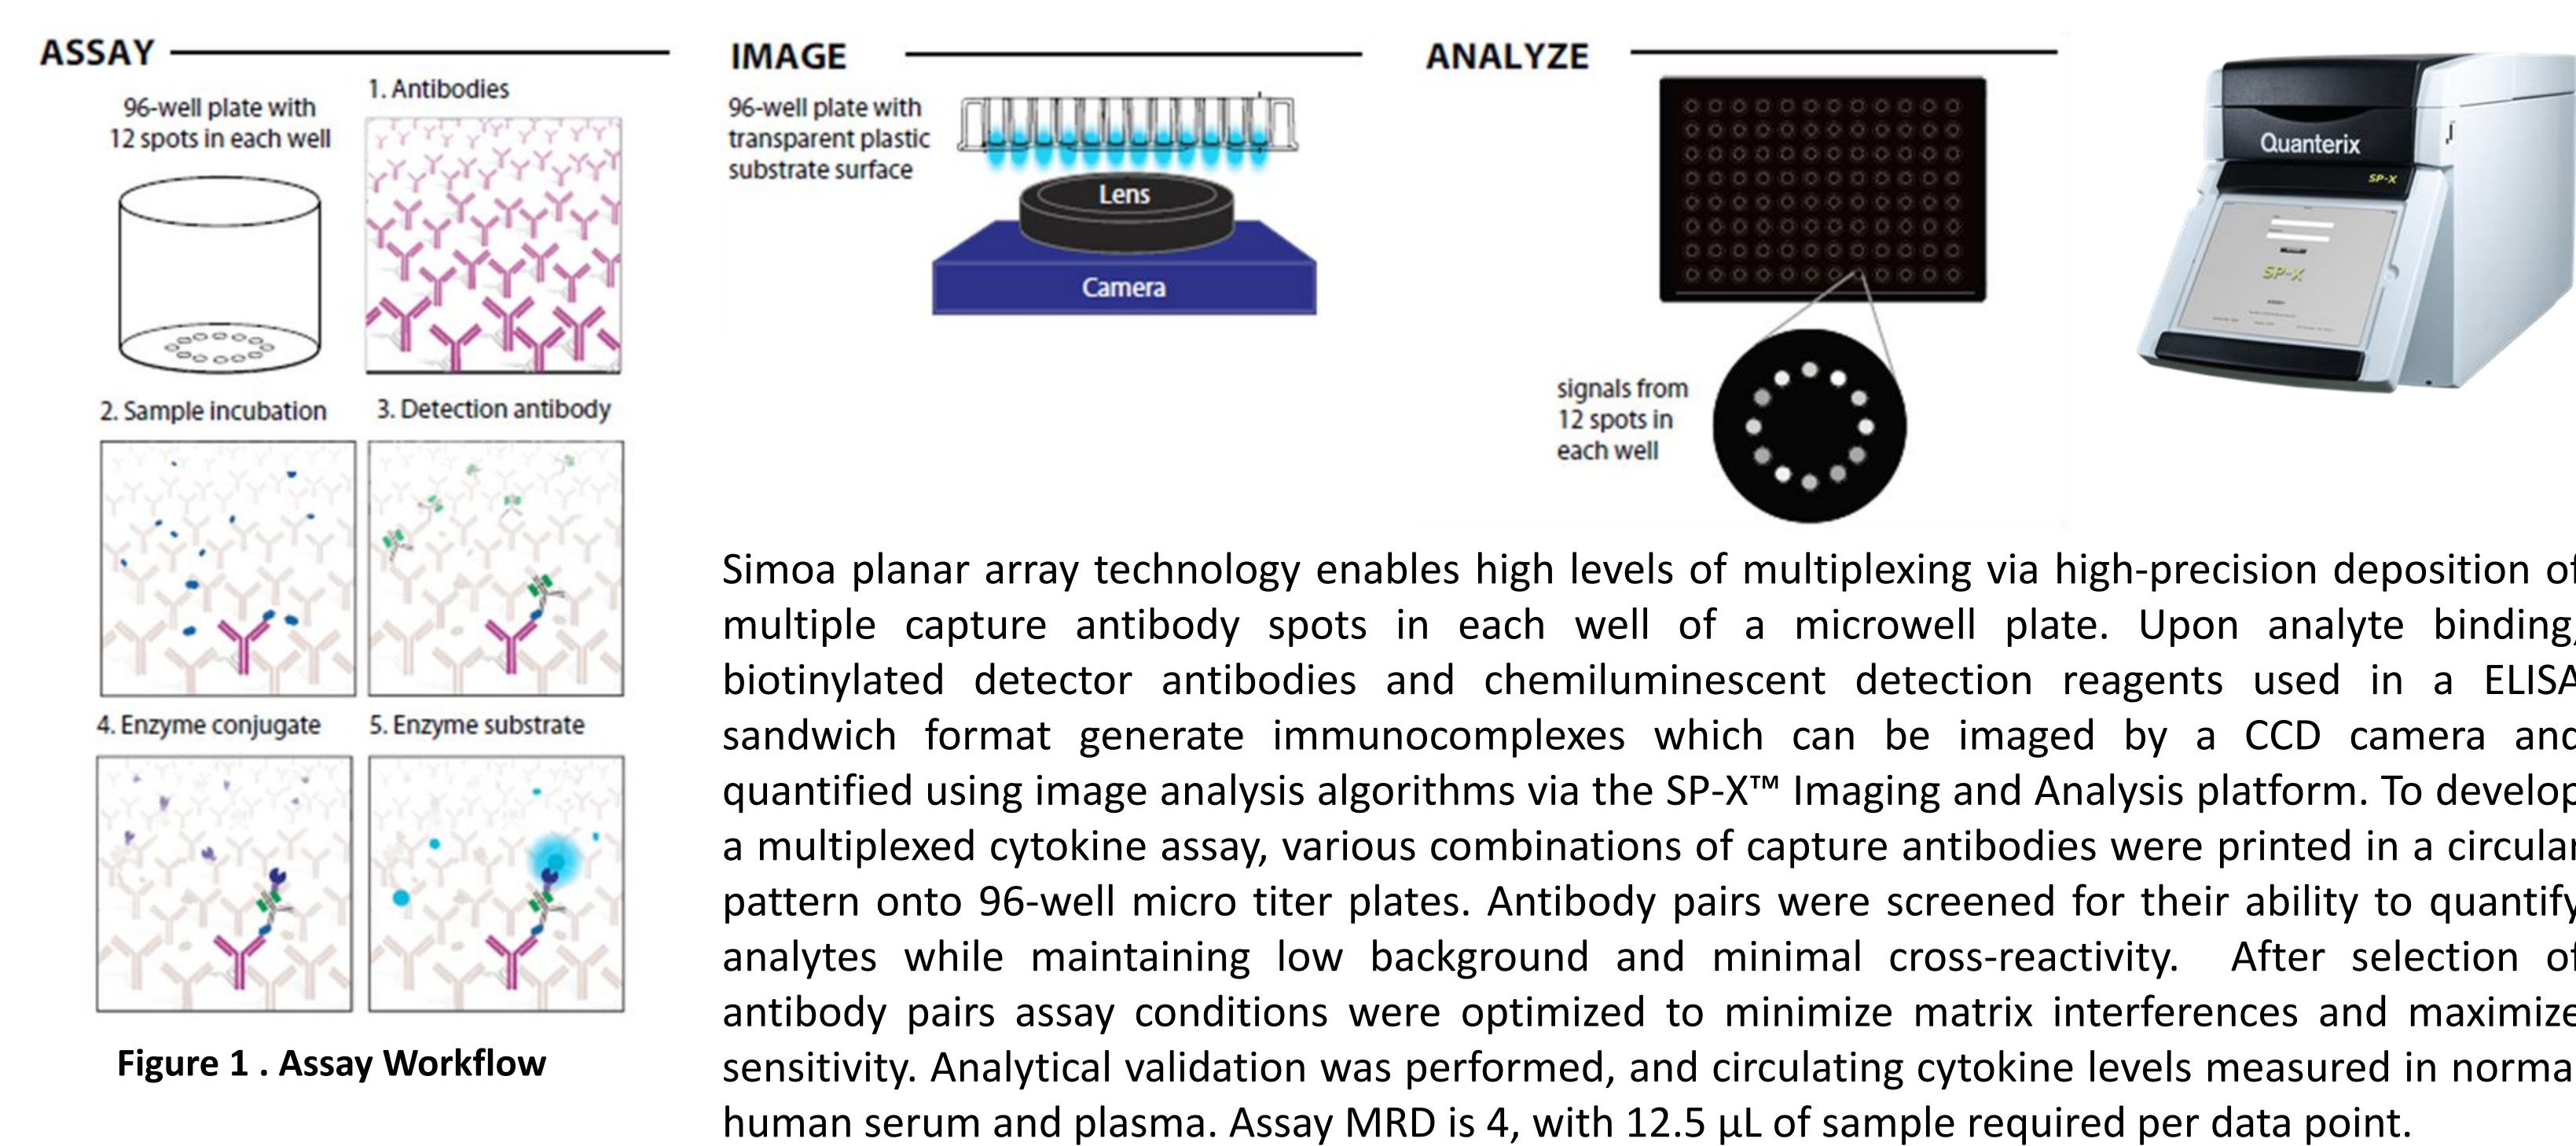 ASSAY
96-well plate with
12 spots in each well
1. Antibodies
2. Sample incubation
3. Detection antibody
4. Enzyme conjugate
5. Enzyme substrate
Figure 1 . Assay Workflow
IMAGE
96-well plate with
transparent plastic
substrate surface
Lens
Camera
ANALYZE
signals from
12 spots in
each well
Quanterix
SP-X
SP-X
Simoa planar array technology enables high levels of multiplexing via high-precision deposition of
multiple capture antibody spots in each well of a microwell plate. Upon analyte binding,
biotinylated detector antibodies and chemiluminescent detection reagents used in a ELISA
sandwich format generate immunocomplexes which can be imaged by a CCD camera and
quantified using image analysis algorithms via the SP-X™ Imaging and Analysis platform. To develop
a multiplexed cytokine assay, various combinations of capture antibodies were printed in a circular
pattern onto 96-well micro titer plates. Antibody pairs were screened for their ability to quantify
analytes while maintaining low background and minimal cross-reactivity.  After selection of
antibody pairs assay conditions were optimized to minimize matrix interferences and maximize
sensitivity. Analytical validation was performed, and circulating cytokine levels measured in normal
human serum and plasma. Assay MRD is 4, with 12.5 µL of sample required per data point.